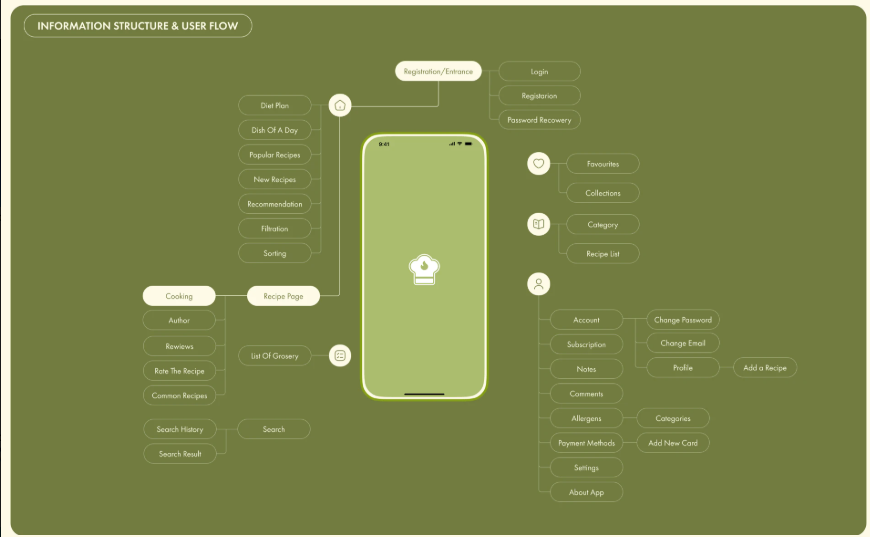 INFORMATION STRUCTURE & USER FLOW
Registration/Entrance
Login
Registarion
Password Recovery
Diet Plan
Dish Of A Day
Popular Recipes
New Recipes
Recommendation
Filtration
Sorting
9:41
Favourites
Collections
Category
Recipe List
Cooking
Recipe Page
Author
Rewiews
Rate The Recipe
Common Recipes
List Of Grosery
Search History
Search
Search Result
Account
Change Password
Subscription
Change Email
Notes
Profile
Add a Recipe
Comments
Allergens
Categories
Payment Methods
Add New Card
Settings
About App